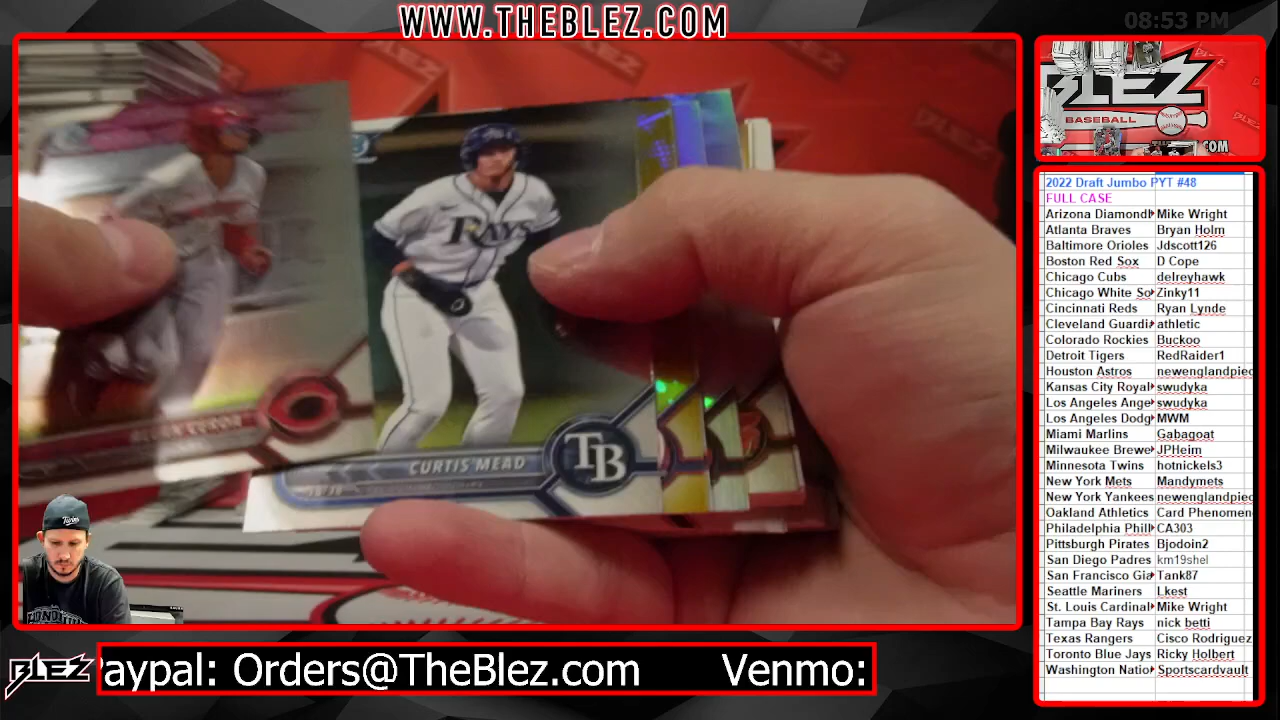 WWW.THEBLEZ.COM
08:53 PM
BLEZ
BASEBALL
.COM
RAYS
CURTIS MEAD
TB
2022 Draft Jumbo PYT #48
FULL CASE
Arizona Diamondl Mike Wright
Atlanta Braves Bryan Holm
Baltimore Orioles Jdscott126
Boston Red Sox D Cope
Chicago Cubs delreyhawk
Chicago White So Zinky11
Cincinnati Reds Ryan Lynde
Cleveland Guardi athletic
Colorado Rockies Buckoo
Detroit Tigers RedRaider1
Houston Astros newenglandpiec
Kansas City Royal swudyka
Los Angeles Ange swudyka
Los Angeles Dodg MWM
Miami Marlins Gabagoat
Milwaukee Brewe JPHeim
Minnesota Twins hotnickels3
New York Mets Mandymets
New York Yankees newenglandpiec
Oakland Athletics Card Phenomen
Philadelphia Phill CA303
Pittsburgh Pirates Bjodoin2
San Diego Padres km19shel
San Francisco Gia Tank87
Seattle Mariners Lkest
St. Louis Cardinal Mike Wright
Tampa Bay Rays nick betti
Texas Rangers Cisco Rodriguez
Toronto Blue Jays Ricky Holbert
Washington Natio Sportscardvault
BLEZ
aypal: Orders@TheBlez.com Venmo: